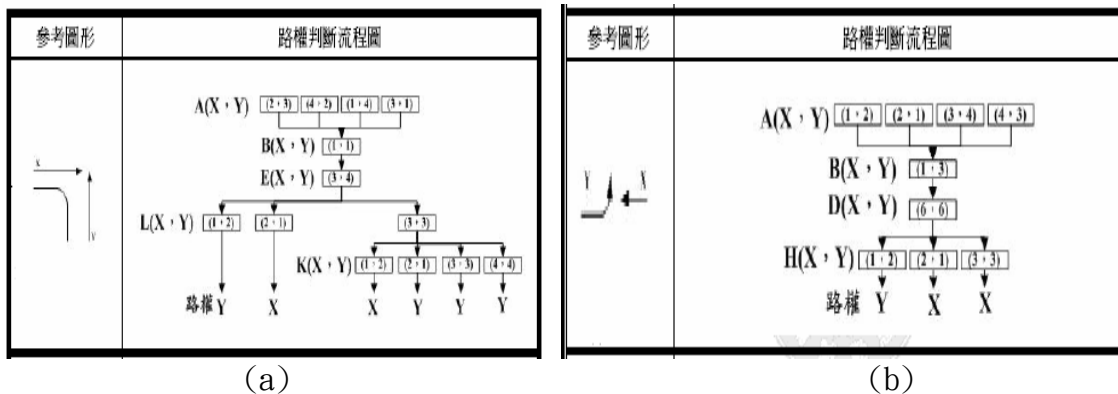 參考圖形 路權判斷流程圖
A(X,Y) (2,3) (4,2) (1,4) (3,1)
B(X,Y) (1,1)
E(X,Y) (3,4)
X
Y
L(X,Y) (1,2) (2,1) (3,3)
K(X,Y) (1,2) (2,1) (3,3) (4,4)
路權 Y X X Y Y Y
(a)
參考圖形 路權判斷流程圖
A(X,Y) (1,2) (2,1) (3,4) (4,3)
B(X,Y) (1,3)
Y X
D(X,Y) (6,6)
H(X,Y) (1,2) (2,1) (3,3)
路權 Y X X
(b)